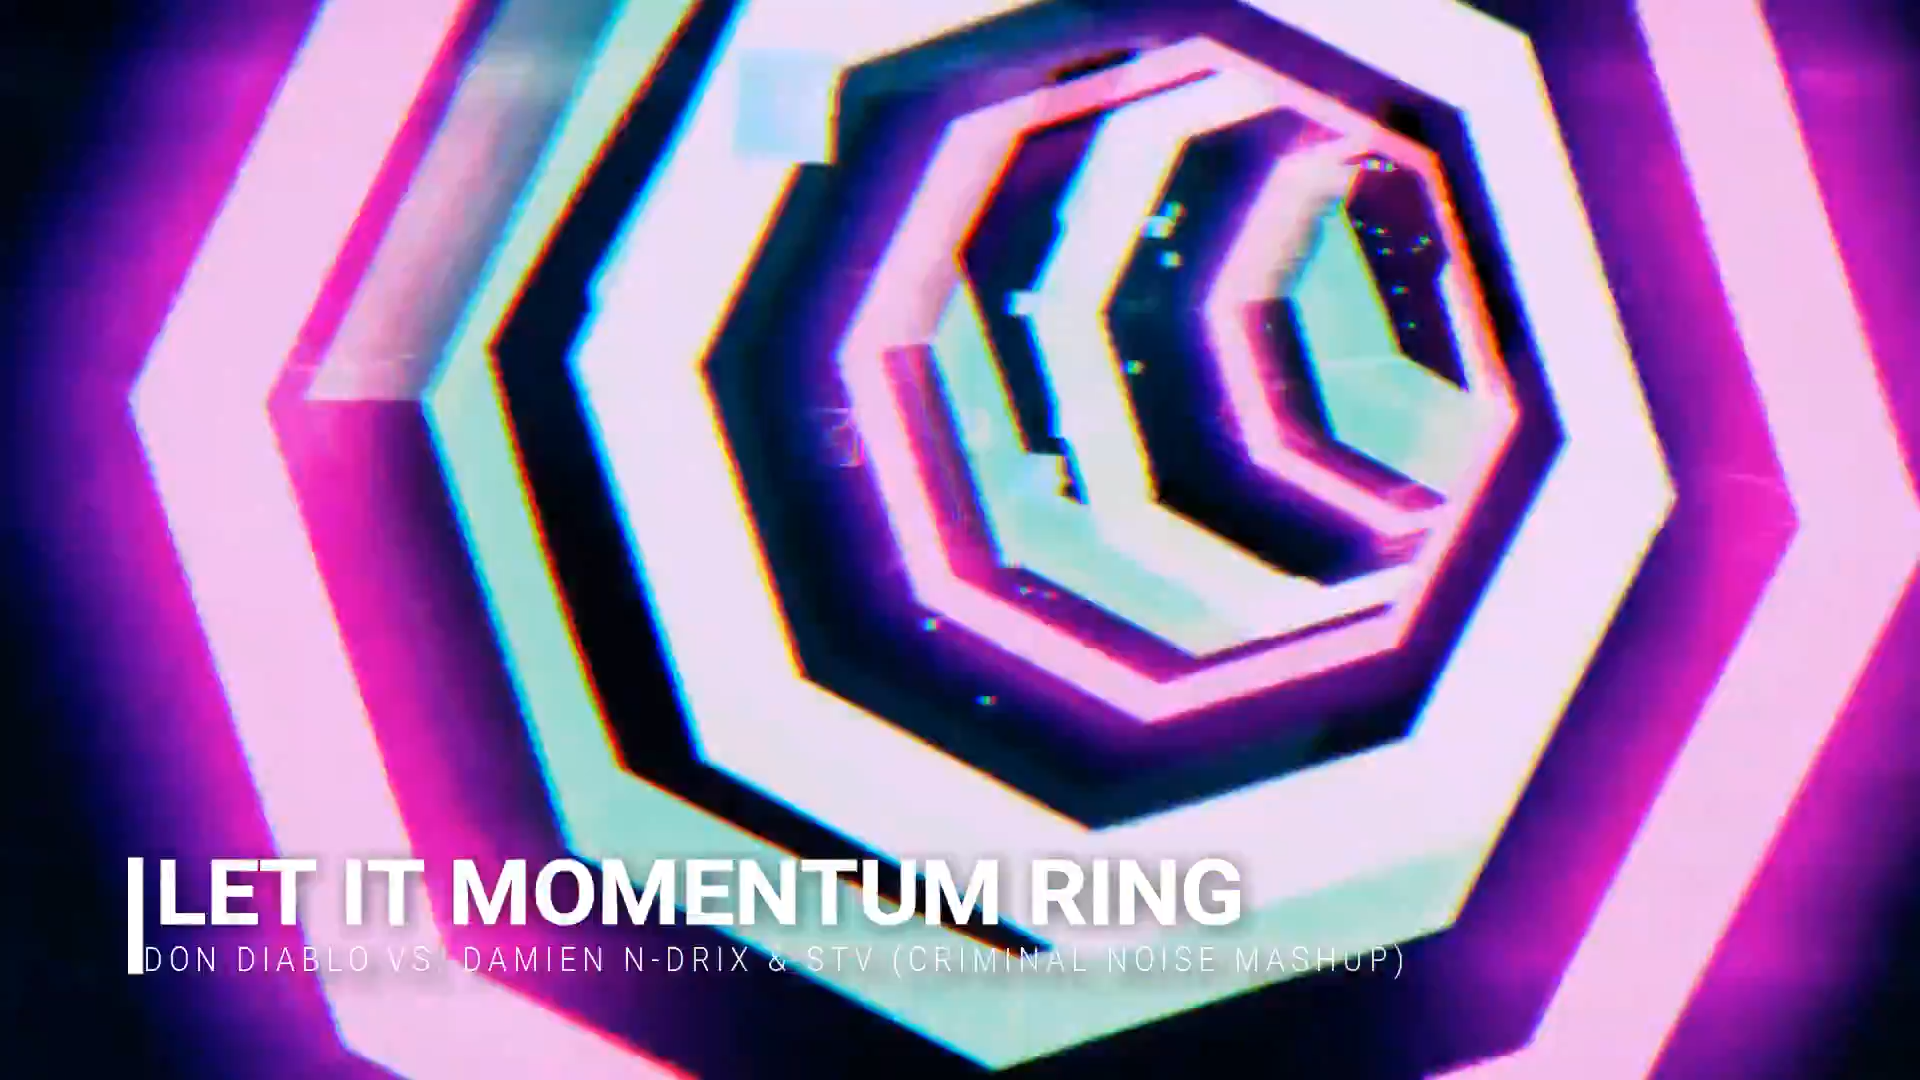 LET IT MOMENTUM RING
DON DIABLO VS. DAMIEN N-DRIX & STV (CRIMINAL NOISE MASHUP)